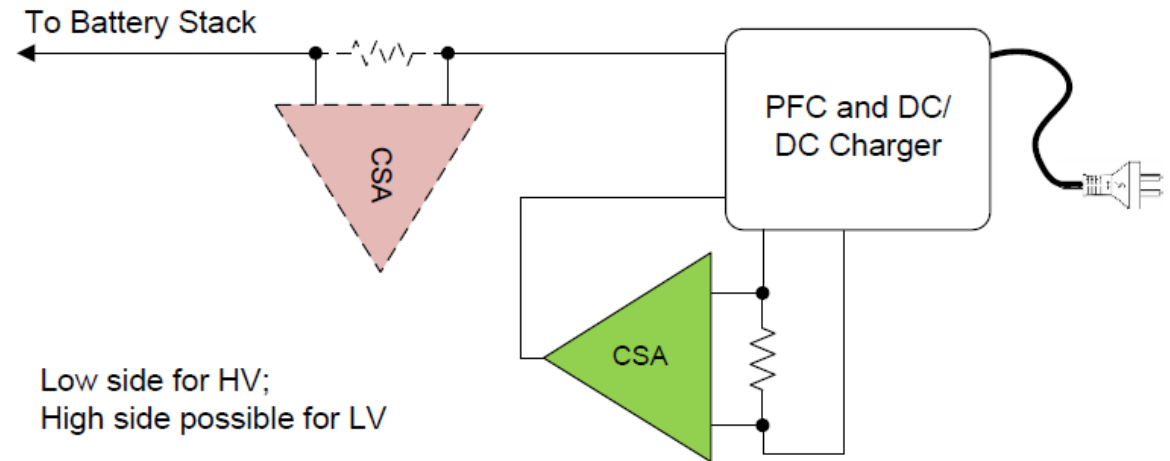 To Battery Stack
CSA
PFC and DC/
DC Charger
CSA
Low side for HV;
High side possible for LV